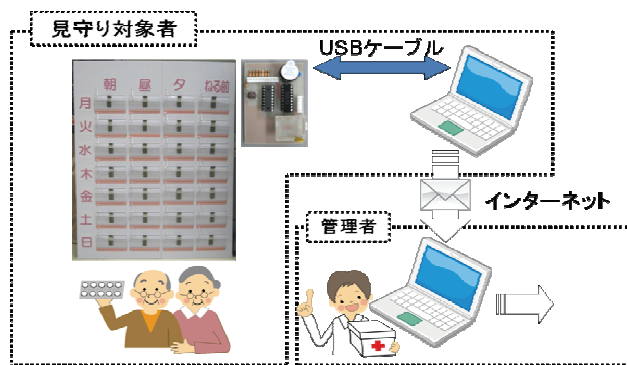 見守り対象者
USBケーブル
朝 昼 夕 ねる前
月
火
水
木
金
土
日
インターネット
管理者